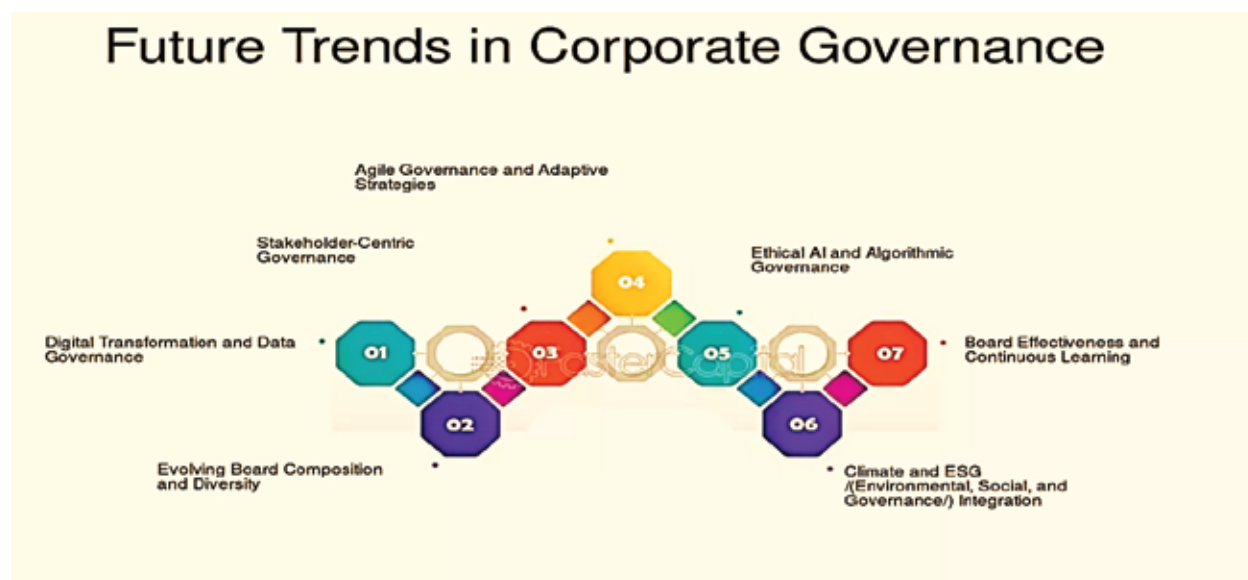 Future Trends in Corporate Governance
Agile Governance and Adaptive
Strategies
Stakeholder-Centric
Governance
Ethical AI and Algorithmic
Governance
04
Digital Transformation and Data
Governance
01
03
FasterCapital
05
07
Board Effectiveness and
Continuous Learning
02
06
Evolving Board Composition
and Diversity
Climate and ESG
/(Environmental, Social, and
Governance/) Integration